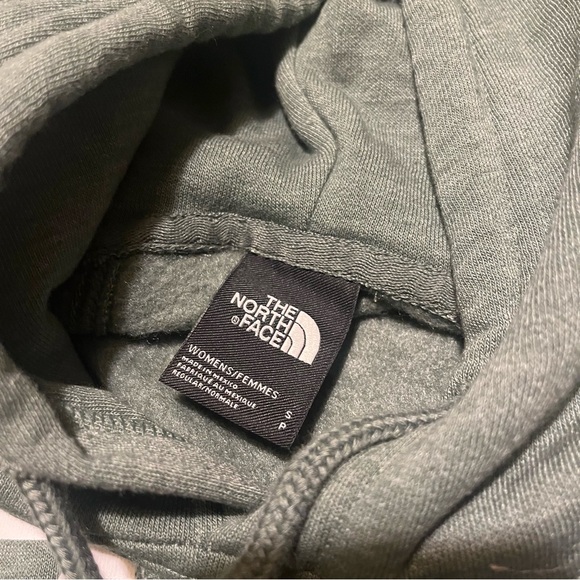 THE
NORTH
® FACE
WOMENS/FEMMES
MADE IN MEXICO
FABRIQUÉ AU MEXIQUE
REGULAR/NORMALE
S
P